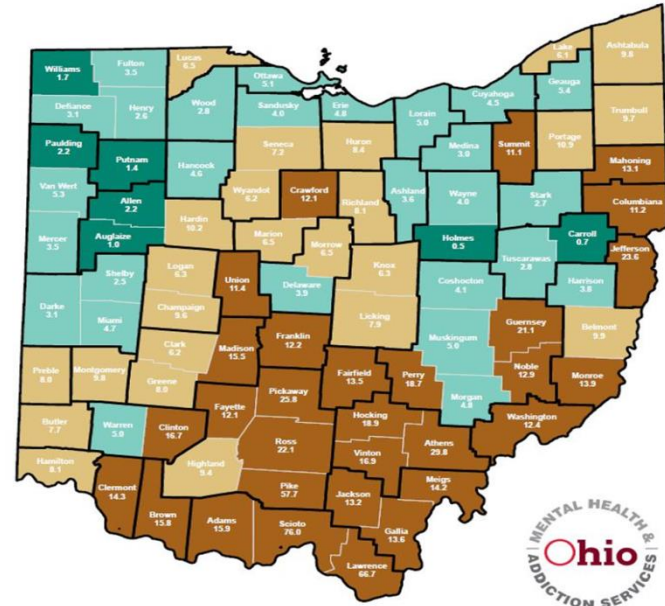 Williams
1.7
Fulton
3.5
Lucas
6.5
Ottawa
5.1
Lake
6.1
Ashtabula
9.8
Defiance
3.1
Henry
2.6
Wood
2.8
Sandusky
4.0
Erie
4.8
Lorain
5.0
Cuyahoga
4.5
Geauga
5.4
Trumbull
9.7
Paulding
2.2
Putnam
1.4
Hancock
4.6
Seneca
7.2
Huron
8.4
Medina
3.0
Summit
11.1
Portage
10.9
Mahoning
13.1
Van Wert
5.3
Allen
2.2
Wyandot
6.2
Crawford
12.1
Richland
8.1
Ashland
3.6
Wayne
4.0
Stark
2.7
Columbiana
11.2
Mercer
3.5
Auglaize
1.0
Hardin
10.2
Marion
6.5
Morrow
6.5
Holmes
0.5
Carroll
0.7
Jefferson
23.6
Shelby
2.5
Logan
6.3
Union
11.4
Delaware
3.9
Knox
6.3
Coshocton
4.1
Tuscarawas
2.8
Harrison
3.8
Darke
3.1
Miami
4.7
Champaign
9.6
Licking
7.9
Muskingum
5.0
Guernsey
21.1
Belmont
9.9
Clark
6.2
Madison
15.5
Franklin
12.2
Preble
8.0
Montgomery
9.8
Greene
8.0
Fayette
12.1
Pickaway
25.8
Fairfield
13.5
Perry
18.7
Morgan
4.8
Noble
12.9
Monroe
13.9
Butler
7.7
Warren
5.0
Clinton
16.7
Ross
22.1
Hocking
18.9
Athens
29.8
Washington
12.4
Hamilton
8.1
Clermont
14.3
Highland
9.4
Pike
57.7
Vinton
16.9
Jackson
13.2
Meigs
14.2
Brown
15.8
Adams
15.9
Scioto
76.0
Gallia
13.6
Lawrence
66.7
MENTAL HEALTH &
Ohio
ADDICTION SERVICES